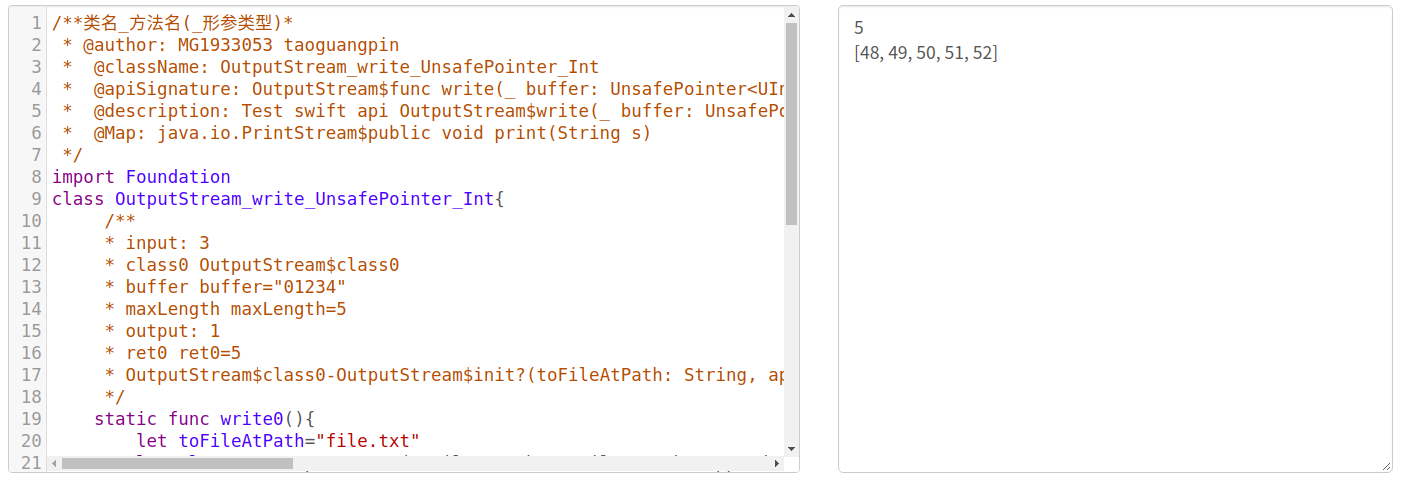 1 /**类名_方法名(_形参类型)*
2  * @author: MG1933053 taoguangpin
3  *  @className: OutputStream_write_UnsafePointer_Int
4  *  @apiSignature: OutputStream$func write(_ buffer: UnsafePointer<UIn
5  *  @description: Test swift api OutputStream$write(_ buffer: UnsafePo
6  *  @Map: java.io.PrintStream$public void print(String s)
7  */
8 import Foundation
9 class OutputStream_write_UnsafePointer_Int{
10      /**
11      * input: 3
12      * class0 OutputStream$class0
13      * buffer buffer="01234"
14      * maxLength maxLength=5
15      * output: 1
16      * ret0 ret0=5
17      * OutputStream$class0-OutputStream$init?(toFileAtPath: String, ap
18      */
19     static func write0(){
20         let toFileAtPath="file.txt"
21
5
[48, 49, 50, 51, 52]